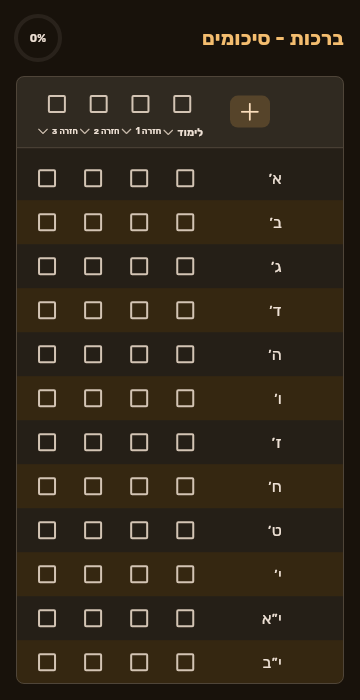 ברכות - סיכומים
0%
לימוד חזרה 1 חזרה 2 חזרה 3
א׳
ב׳
ג׳
ד׳
ה׳
ו׳
ז׳
ח׳
ט׳
י׳
י״א
י״ב